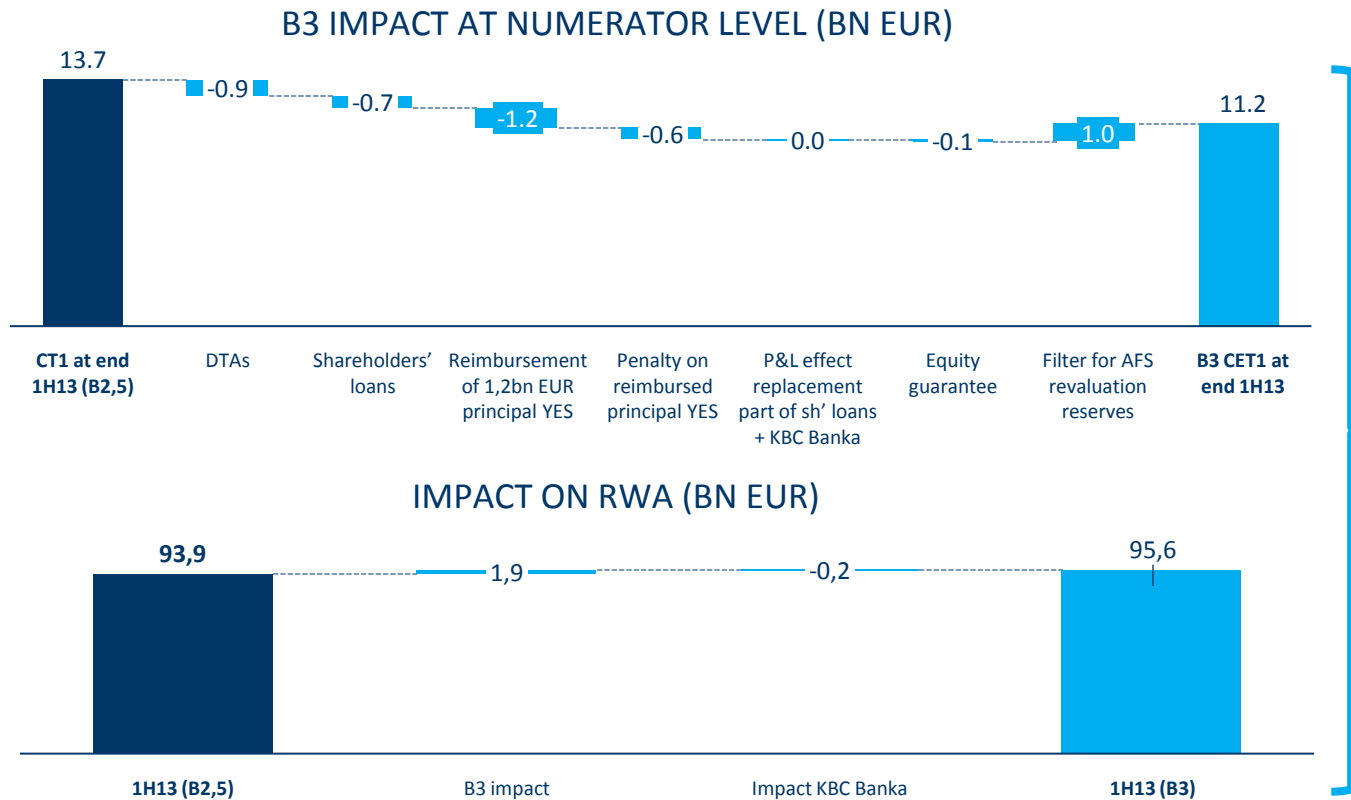 B3 IMPACT AT NUMERATOR LEVEL (BN EUR)
13.7
-0.9
-0.7
-1.2
-0.6
0.0
-0.1
1.0
11.2
CT1 at end
1H13 (B2,5)
DTAs
Shareholders’
loans
Reimbursement
of 1,2bn EUR
principal YES
Penalty on
reimbursed
principal YES
P&L effect
replacement
part of sh’ loans
+ KBC Banka
Equity
guarantee
Filter for AFS
revaluation
reserves
B3 CET1 at
end 1H13
IMPACT ON RWA (BN EUR)
93,9
1,9
-0,2
95,6
1H13 (B2,5)
B3 impact
Impact KBC Banka
1H13 (B3)